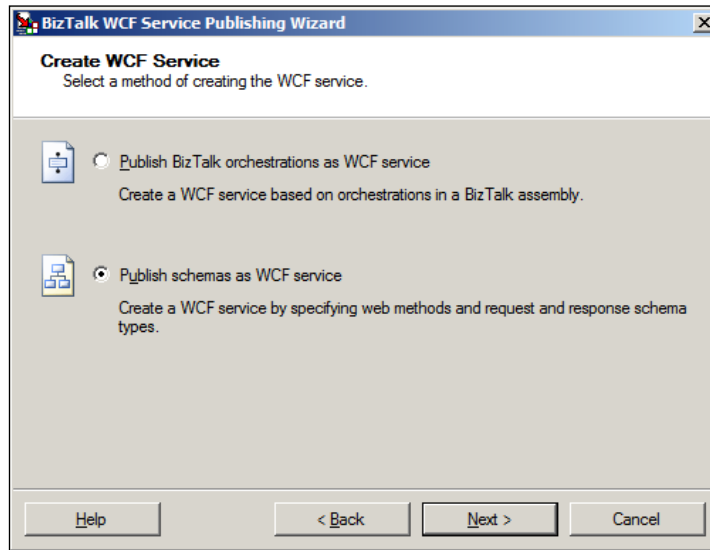 BizTalk WCF Service Publishing Wizard
Create WCF Service
Select a method of creating the WCF service.
Publish BizTalk orchestrations as WCF service
Create a WCF service based on orchestrations in a BizTalk assembly.
Publish schemas as WCF service
Create a WCF service by specifying web methods and request and response schema
types.
Help
< Back
Next >
Cancel